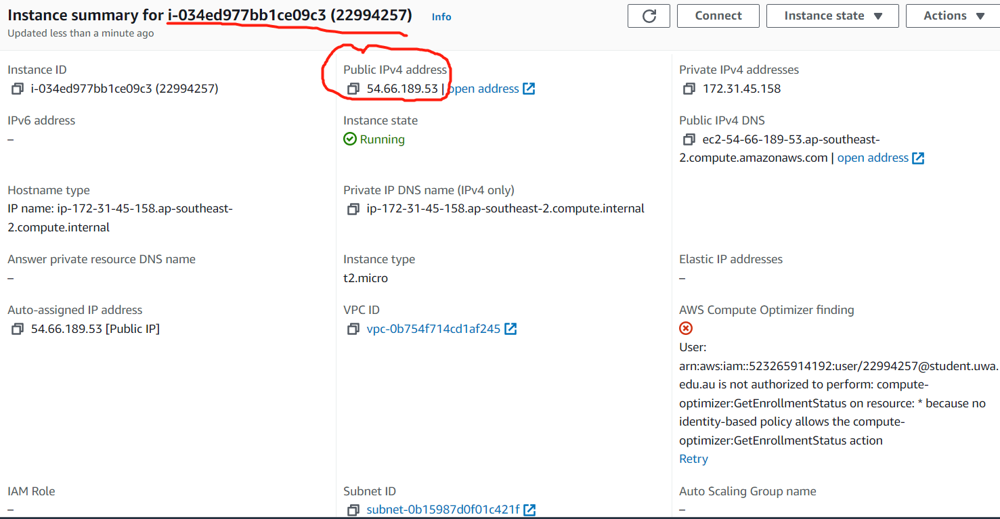 Instance summary for i-034ed977bb1ce09c3 (22994257) Info
Connect
Instance state
Actions
Updated less than a minute ago
Instance ID
i-034ed977bb1ce09c3 (22994257)
Public IPv4 address
54.66.189.53 | open address
Private IPv4 addresses
172.31.45.158
IPv6 address
–
Instance state
Running
Public IPv4 DNS
ec2-54-66-189-53.ap-southeast-
2.compute.amazonaws.com | open address
Hostname type
IP name: ip-172-31-45-158.ap-southeast-
2.compute.internal
Private IP DNS name (IPv4 only)
ip-172-31-45-158.ap-southeast-2.compute.internal
Answer private resource DNS name
–
Instance type
t2.micro
Elastic IP addresses
–
Auto-assigned IP address
54.66.189.53 [Public IP]
VPC ID
vpc-0b754f714cd1af245
AWS Compute Optimizer finding
User:
arn:aws:iam::523265914192:user/22994257@student.uwa.
edu.au is not authorized to perform: compute-
optimizer:GetEnrollmentStatus on resource: * because no
identity-based policy allows the compute-
optimizer:GetEnrollmentStatus action
Retry
IAM Role
–
Subnet ID
subnet-0b15987d0f01c421f
Auto Scaling Group name
–